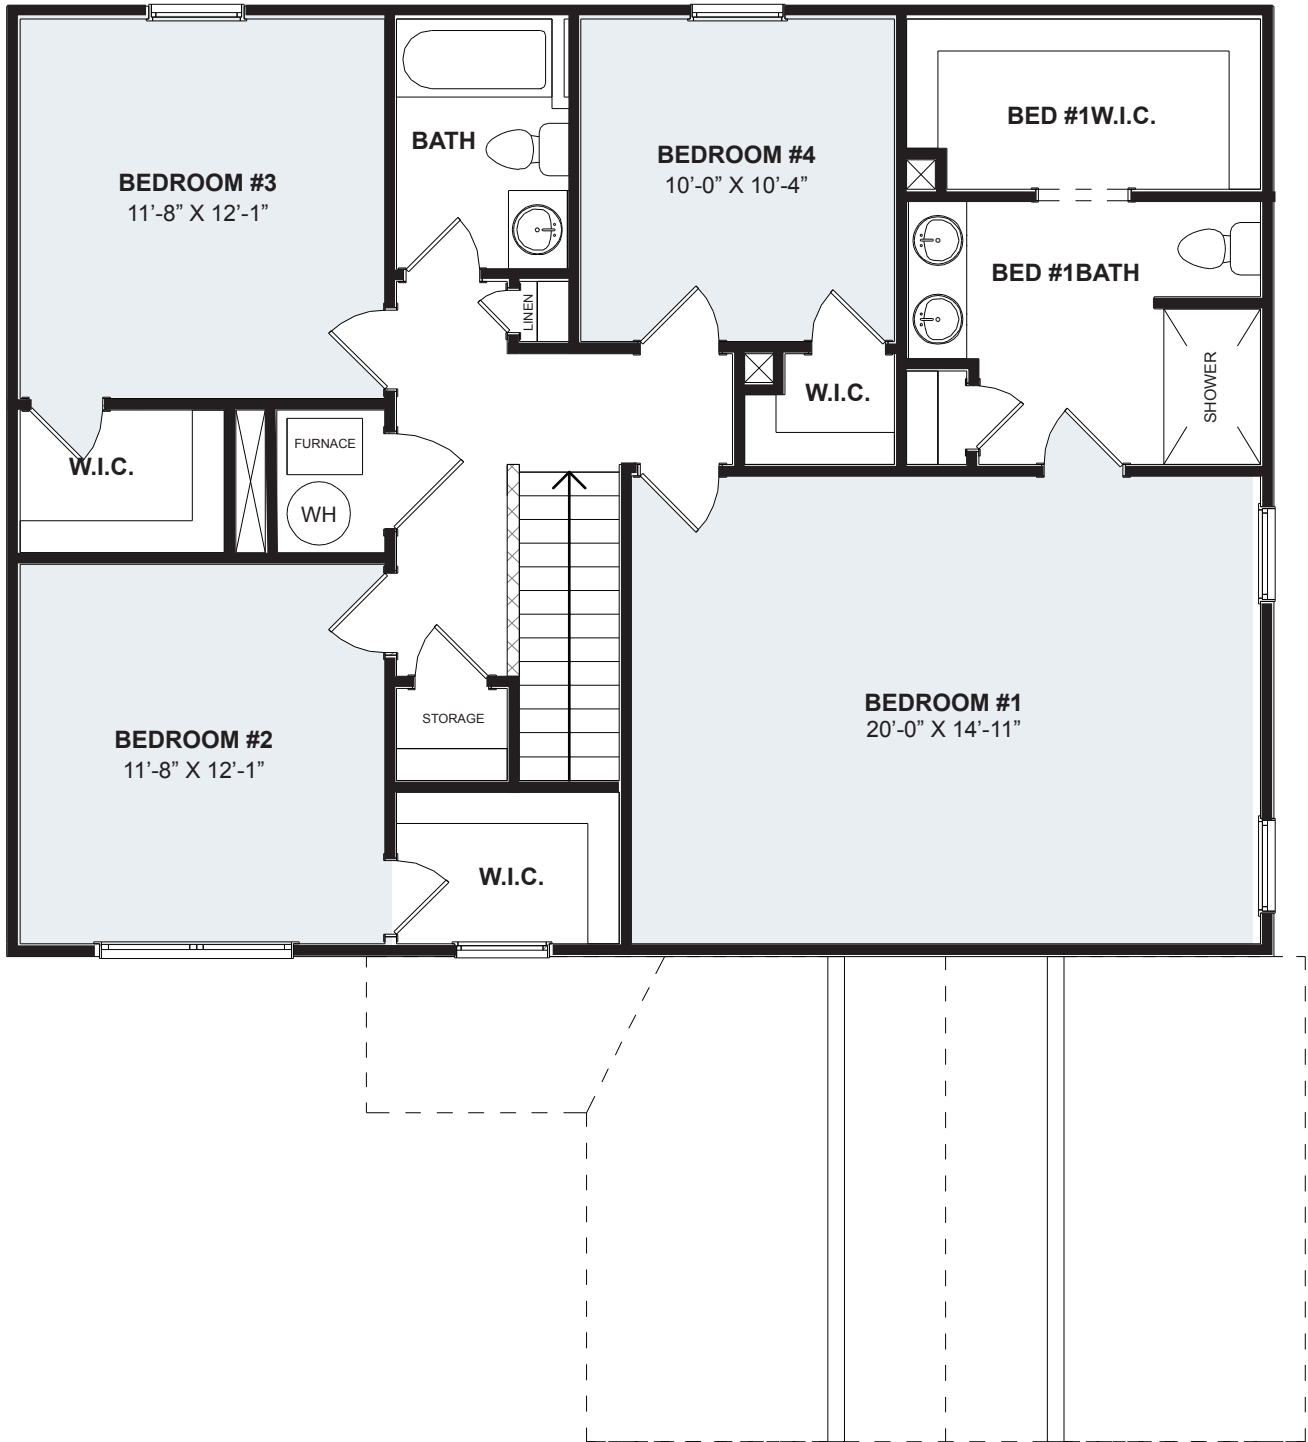 BED #1W.I.C.
BATH
BEDROOM #4
10’-0” X 10’-4”
BEDROOM #3
11’-8” X 12’-1”
BED #1BATH
LINEN
SHOWER
W.I.C.
FURNACE
W.I.C.
WH
BEDROOM #1
20’-0” X 14’-11”
STORAGE
BEDROOM #2
11’-8” X 12’-1”
W.I.C.